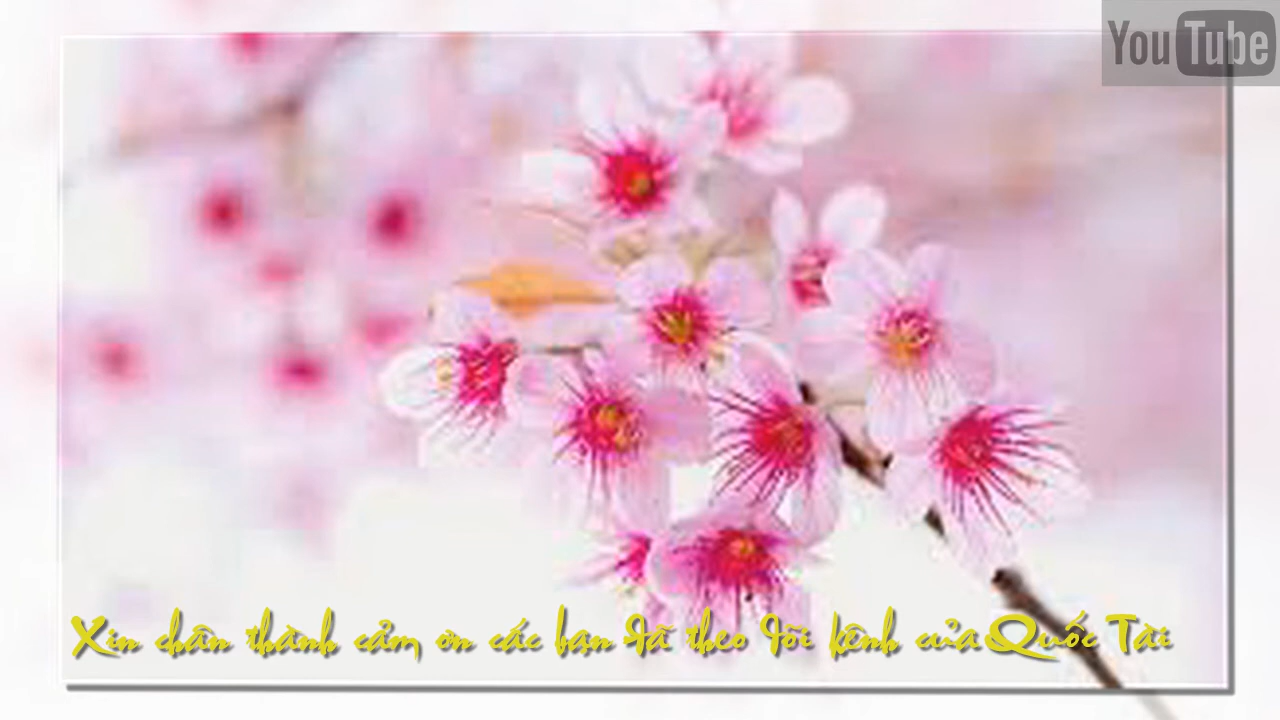 YouTube
Xin chân thành cảm ơn các bạn đã theo dõi kênh của Quốc Tài